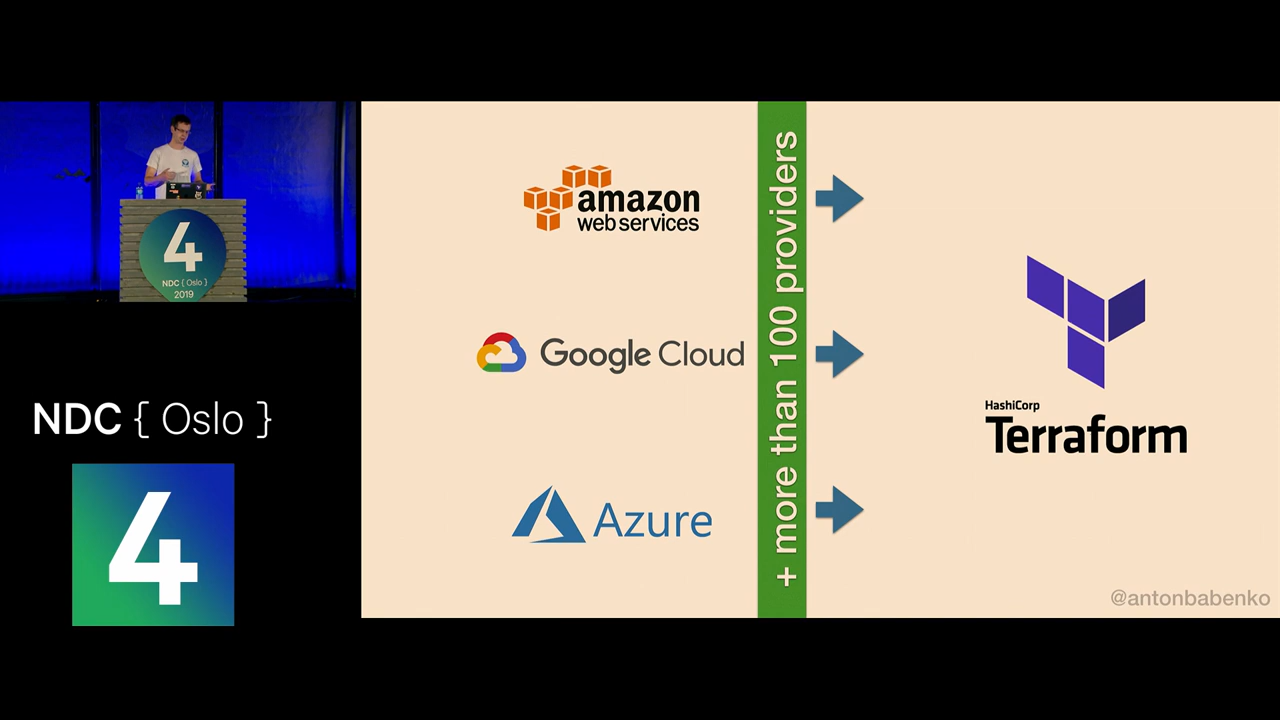 4
NDC { Oslo }
2019
NDC { Oslo }
4
amazon
web services
Google Cloud
Azure
+ more than 100 providers
HashiCorp
Terraform
@antonbabenko